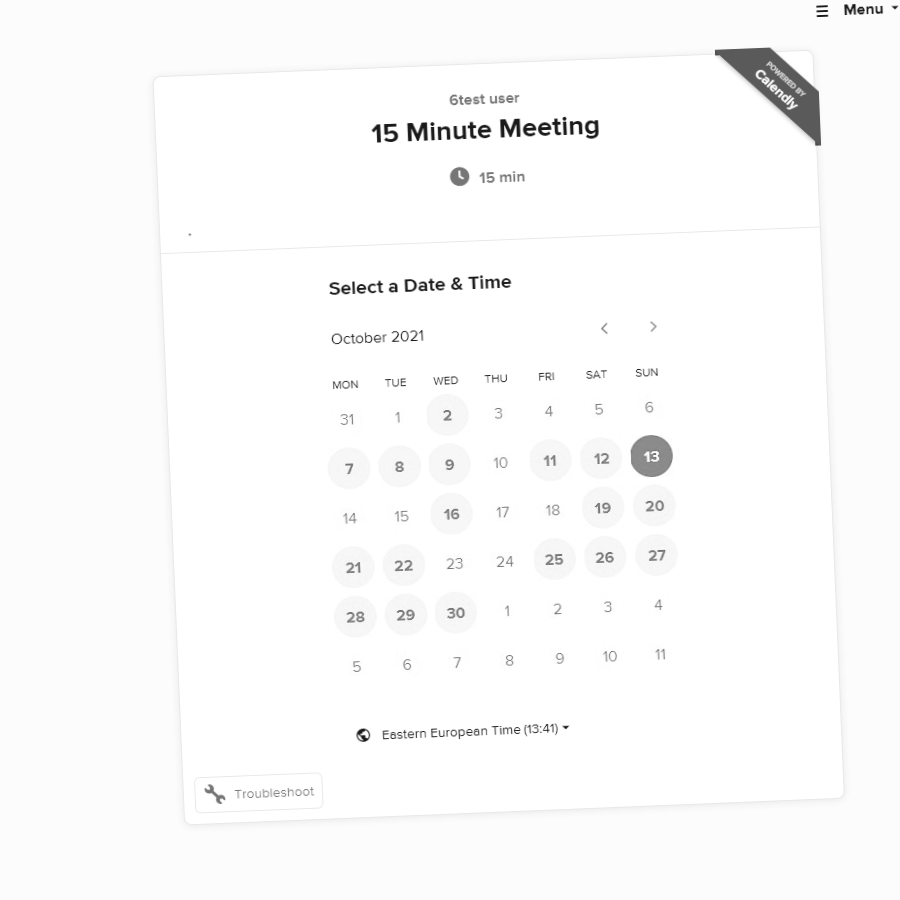 Menu
POWERED BY
Calendly
6test user
15 Minute Meeting
15 min
Select a Date & Time
October 2021
MON TUE WED THU FRI SAT SUN
31 1 2 3 4 5 6
7 8 9 10 11 12 13
14 15 16 17 18 19 20
21 22 23 24 25 26 27
28 29 30 1 2 3 4
5 6 7 8 9 10 11
Eastern European Time (13:41)
Troubleshoot